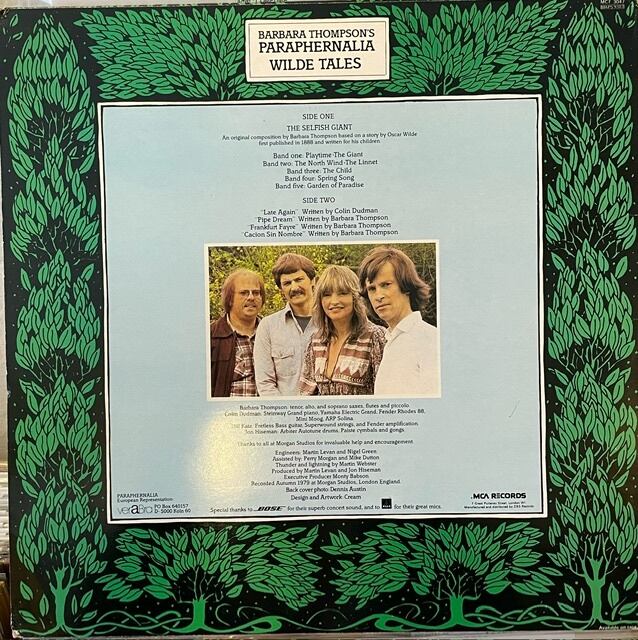 BARBARA THOMPSON'S
PARAPHERNALIA
WILDE TALES
SIDE ONE
THE SELFISH GIANT
An original composition by Barbara Thompson based on a story by Oscar Wilde
first published in 1888 and written for his children.
Band one: Playtime·The Giant
Band two: The North Wind·The Linnet
Band three: The Child
Band four: Spring Song
Band five: Garden of Paradise
SIDE TWO
"Late Again" Written by Colin Dudman
"Pipe Dream" Written by Barbara Thompson
"Frankfurt Fayre" Written by Barbara Thompson
"Cacion Sin Nombre" Written by Barbara Thompson
Barbara Thompson: tenor, alto, and soprano saxes, flutes and piccolo.
Colin Dudman: Steinway Grand piano, Yamaha Electric Grand, Fender Rhodes 88,
Mini Moog, ARP Solina.
Dill Katz: Fretless Bass guitar, Superwound strings, and Fender amplification.
Jon Hiseman: Arbiter Autotune drums, Paiste cymbals and gongs.
Thanks to all at Morgan Studios for invaluable help and encouragement.
Engineers: Martin Levan and Nigel Green
Assisted by: Perry Morgan and Mike Dutton
Thunder and lightning by Martin Webster
Produced by Martin Levan and Jon Hiseman
Executive Producer Monty Babson
Recorded Autumn 1979 at Morgan Studios, London England.
Back cover photo: Dennis Austin
Design and Artwork: Cream
PARAPHERNALIA
European Representation
veraBra PO Box 640157
D-5000 Koln 60
Special thanks to BOSE for their superb concert sound, and to for their great mics.
MCA RECORDS
Available on tape